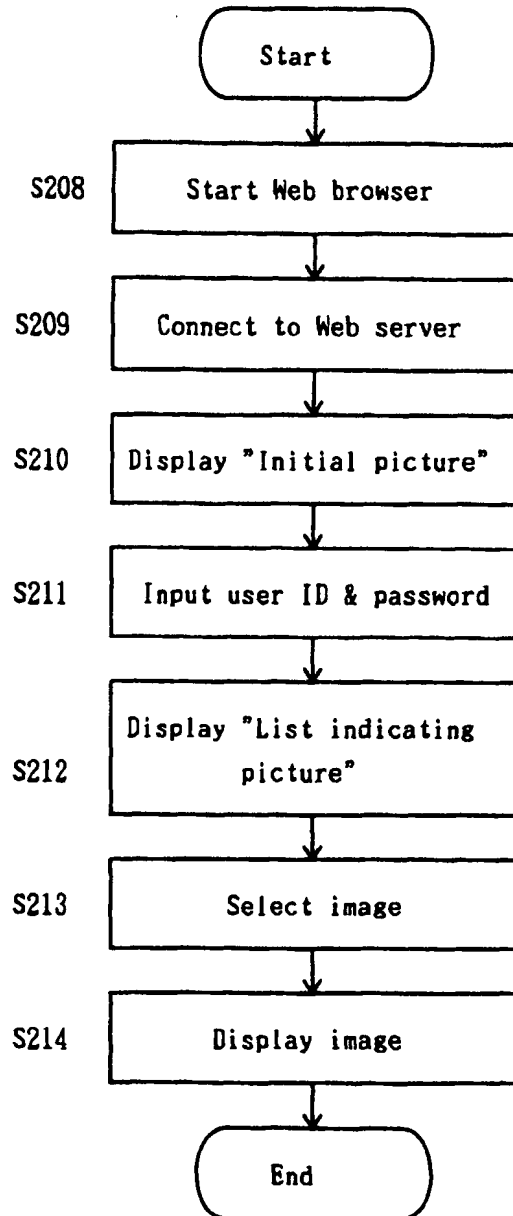 Start
S208 Start Web browser
S209 Connect to Web server
S210 Display "Initial picture"
S211 Input user ID & password
Display "List indicating
S212 picture"
S213 Select image
S214 Display image
End